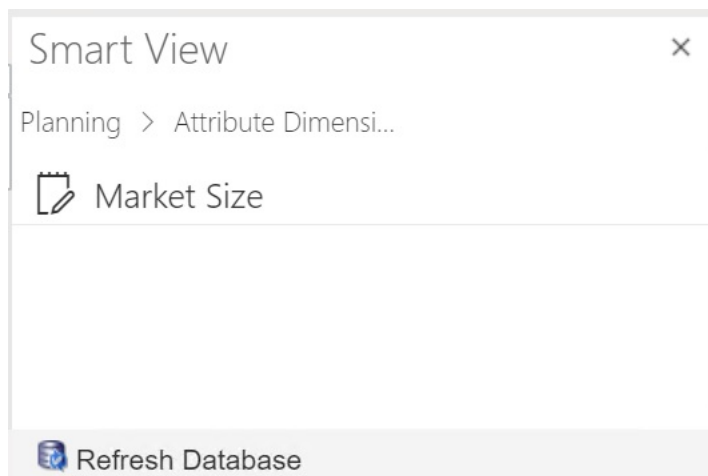 Smart View
Planning > Attribute Dimensi...
Market Size
Refresh Database